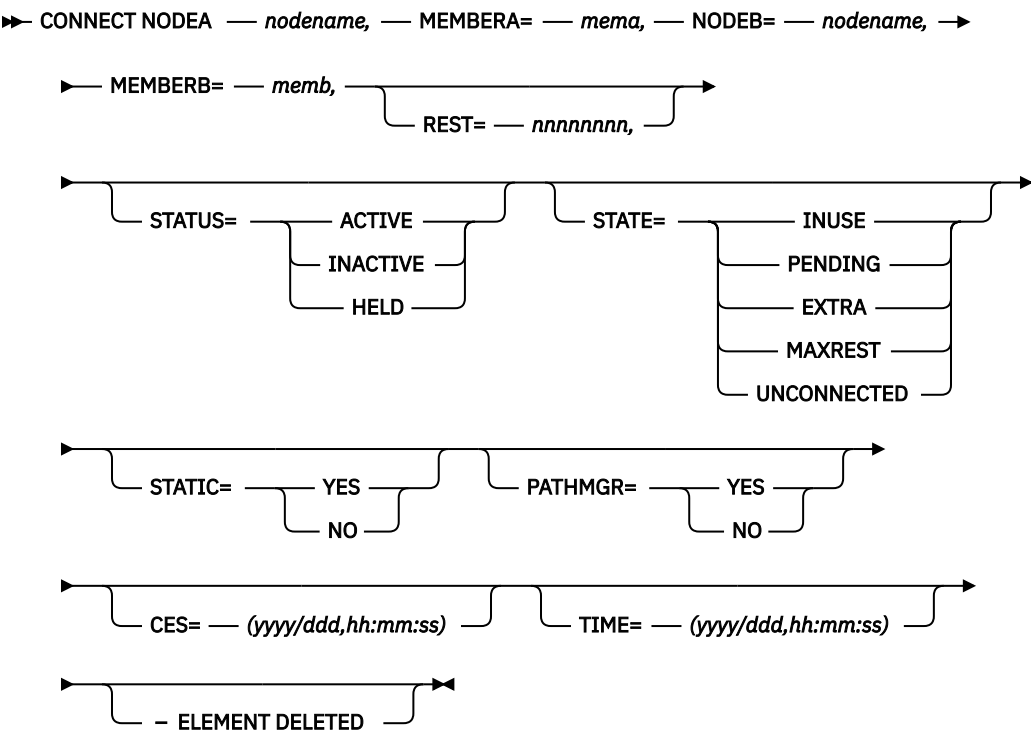 CONNECT NODEA nodename, MEMBERA= mema, NODEB= nodename,
MEMBERB= memb,
REST= nnnnnnnn,
STATUS= ACTIVE STATE= INUSE
INACTIVE PENDING
HELD EXTRA
MAXREST
UNCONNECTED
STATIC= YES PATHMGR= YES
NO NO
CES= (yyyy/ddd,hh:mm:ss) TIME= (yyyy/ddd,hh:mm:ss)
– ELEMENT DELETED